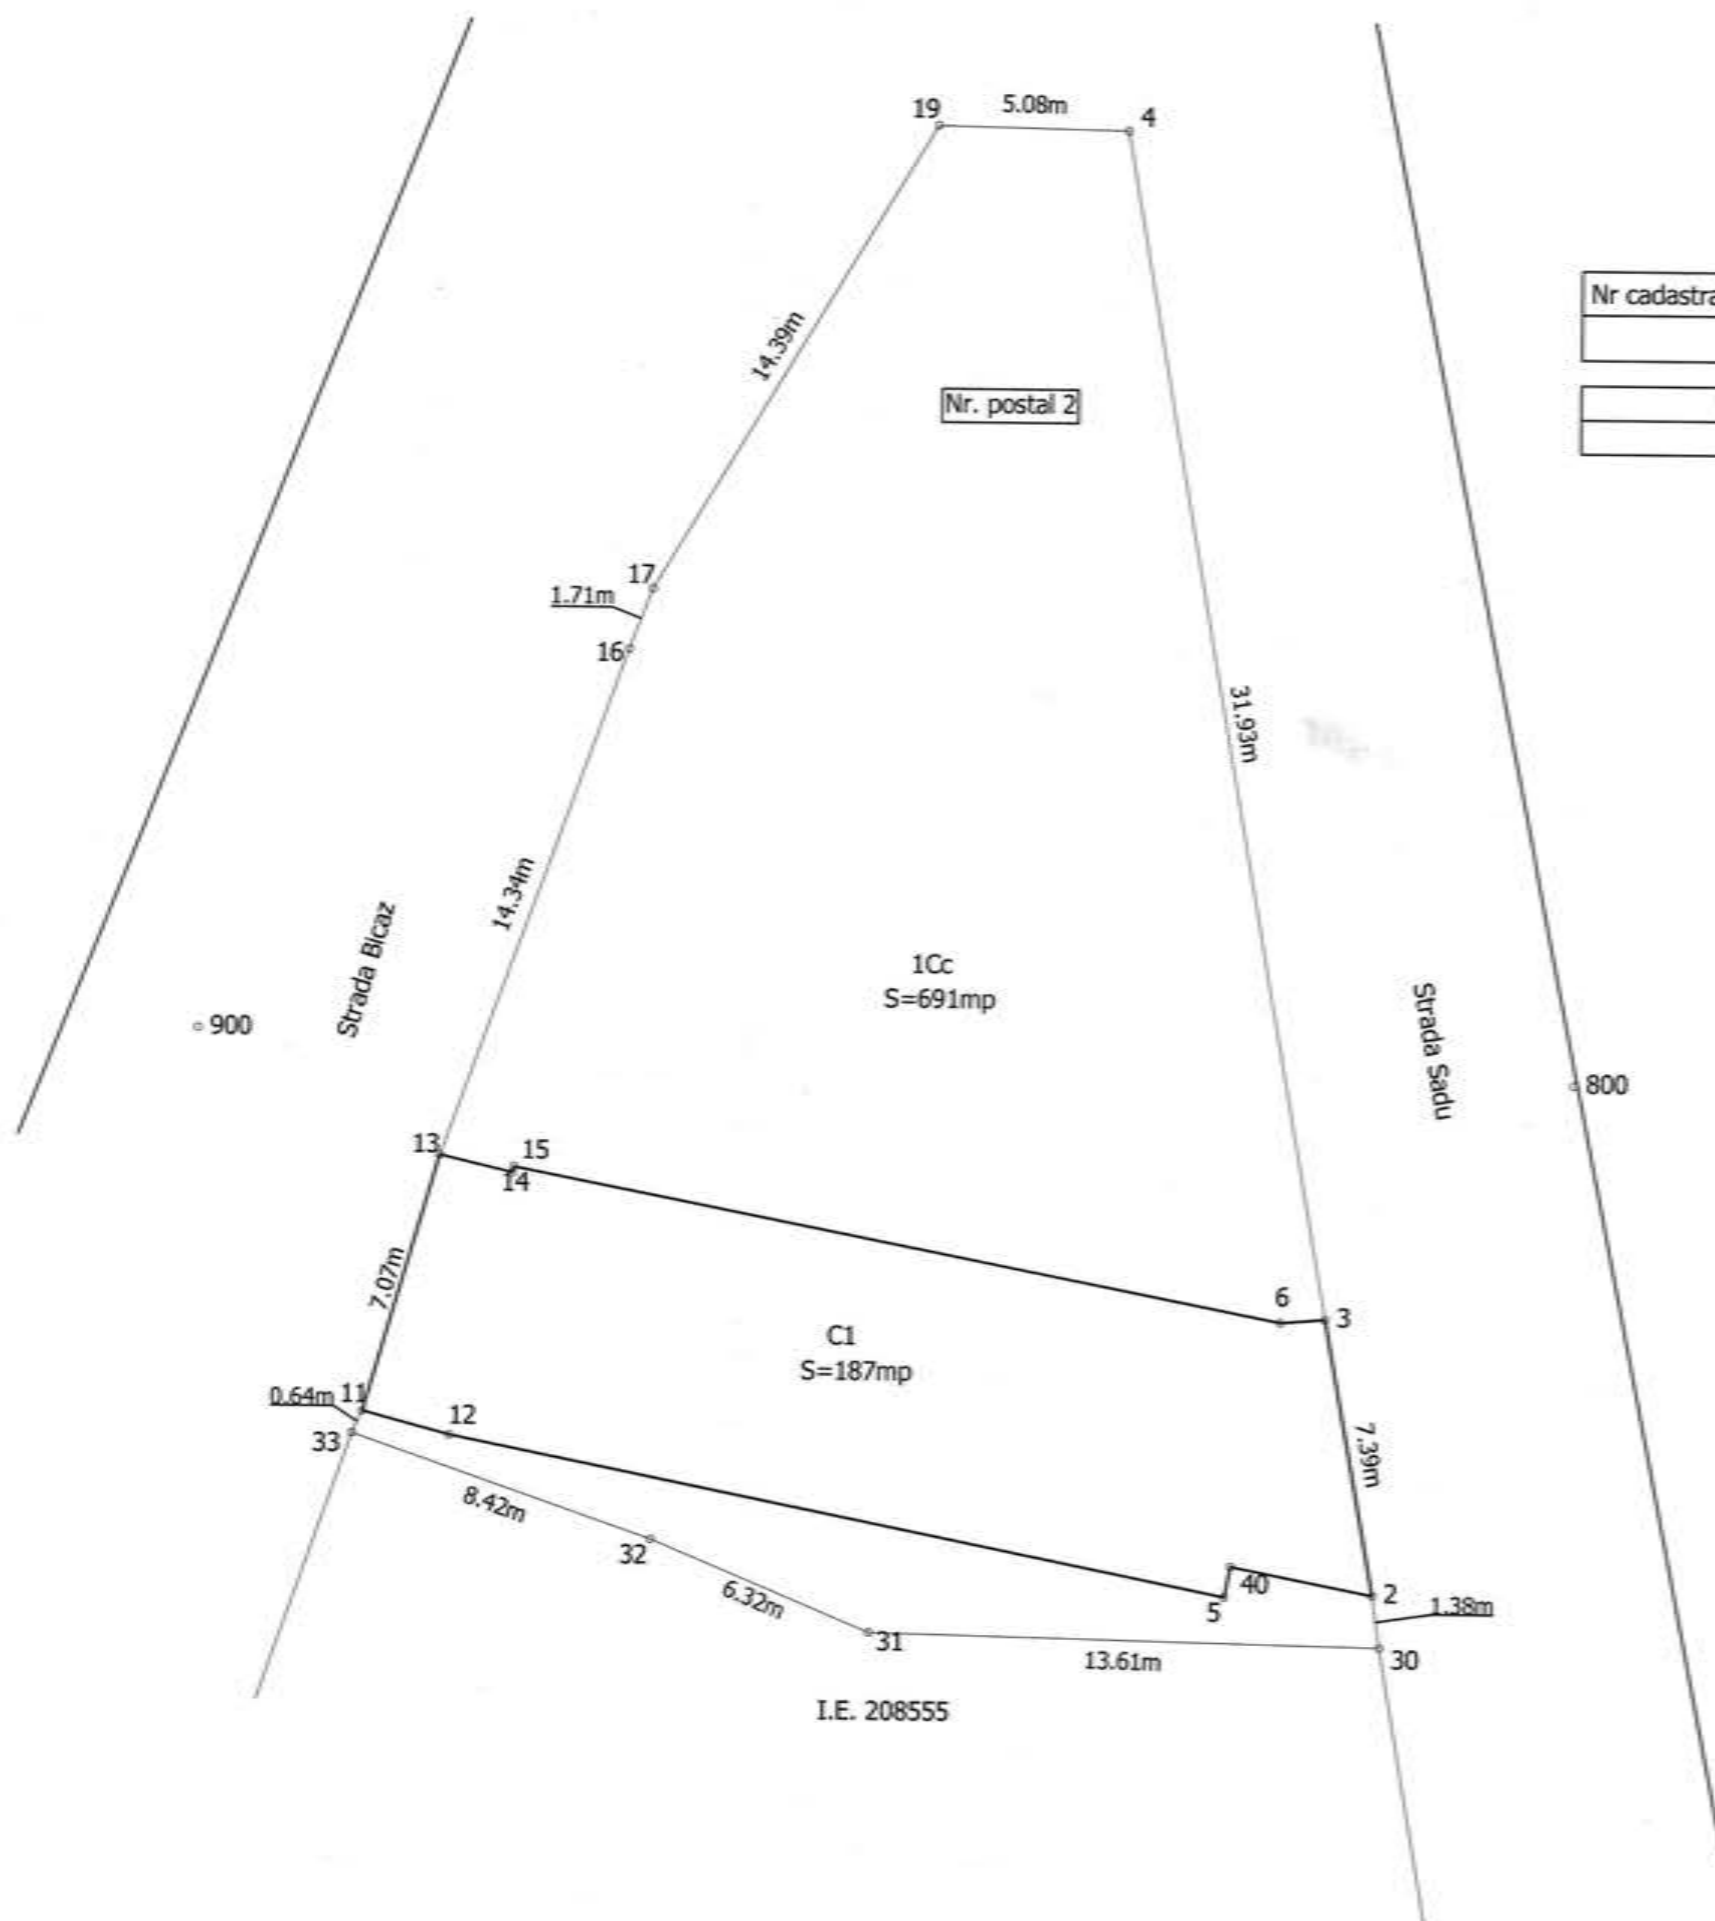 19
5.08m
4
Nr cadastra
14.39m
Nr. postal 2
17
1.71m
16
31.93m
14.34m
Strada Bicaz
1Cc
S=691mp
Strada Sadu
900
800
13
15
14
7.07m
6
3
C1
S=187mp
0.64m
11
12
33
7.39m
8.42m
32
40
2
5
1.38m
6.32m
31
13.61m
30
I.E. 208555